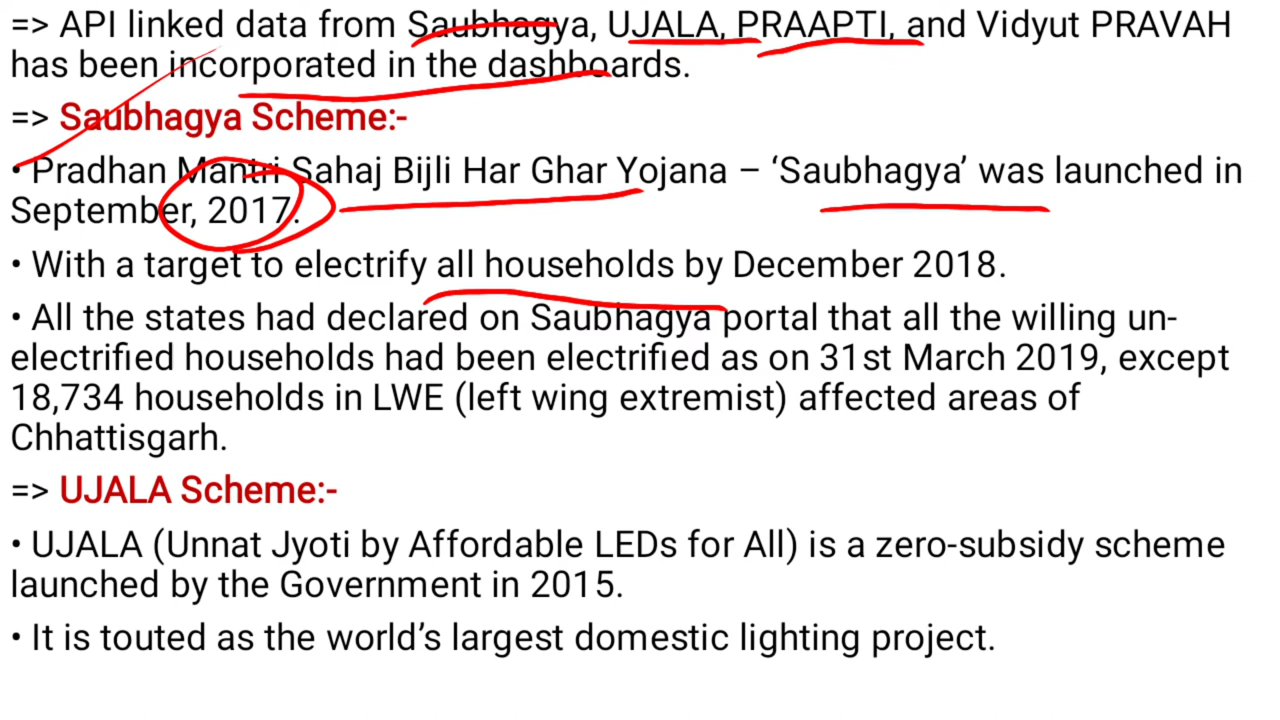 => API linked data from Saubhagya, UJALA, PRAAPTI, and Vidyut PRAVAH
has been incorporated in the dashboards.
=> Saubhagya Scheme:-
• Pradhan Mantri Sahaj Bijli Har Ghar Yojana – ‘Saubhagya’ was launched in
September, 2017.
• With a target to electrify all households by December 2018.
• All the states had declared on Saubhagya portal that all the willing un-
electrified households had been electrified as on 31st March 2019, except
18,734 households in LWE (left wing extremist) affected areas of
Chhattisgarh.
=> UJALA Scheme:-
• UJALA (Unnat Jyoti by Affordable LEDs for All) is a zero-subsidy scheme
launched by the Government in 2015.
• It is touted as the world’s largest domestic lighting project.